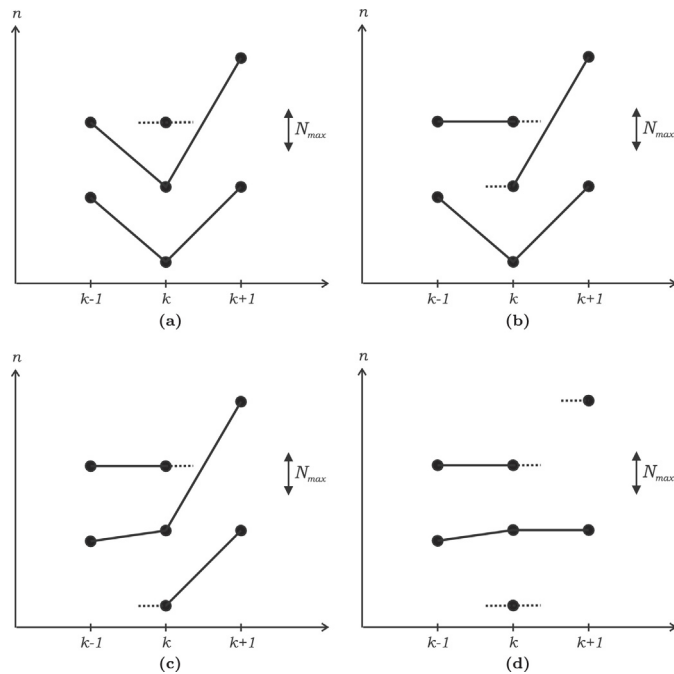 n
n
N_max
N_max
k-1 k k+1
k-1 k k+1
(a)
(b)
n
n
N_max
N_max
k-1 k k+1
k-1 k k+1
(c)
(d)